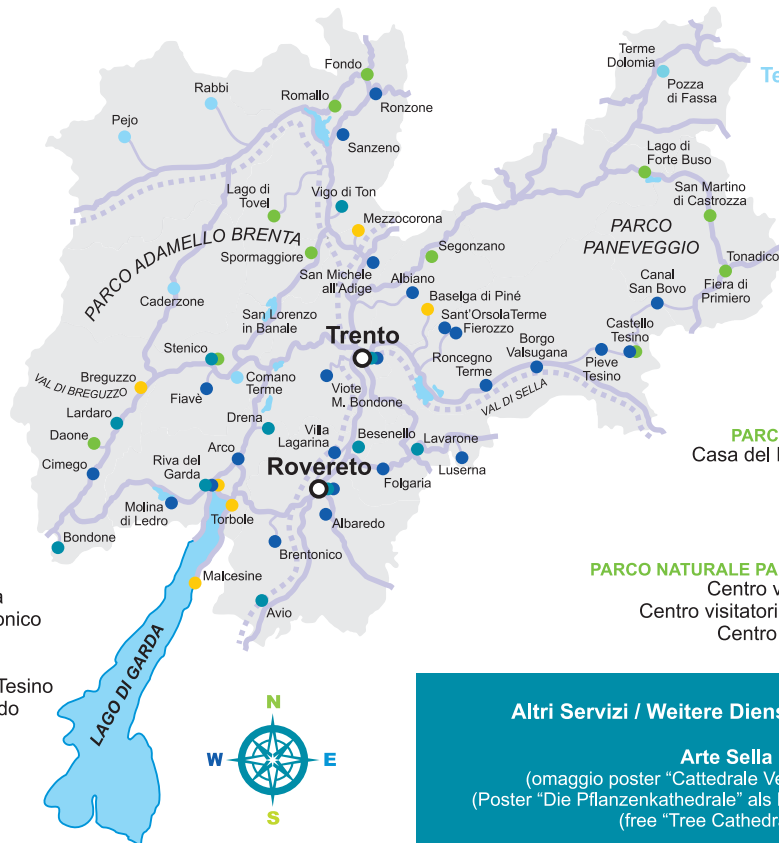 Fondo
Terme
Dolomia
Te
Rabbi
Romallo
Ronzone
Pozza
di Fassa
Pejo
Sanzeno
Lago di
Forte Buso
Lago di
Tovel
Vigo di Ton
San Martino
di Castrozza
Mezzocorona
PARCO ADAMELLO BRENTA
PARCO
PANEVEGGIO
Spormaggiore
Segonzano
Tonadico
San Michele
all'Adige
Albiano
Canal
San Bovo
Fiera di
Primiero
Caderzone
Baselga di Piné
San Lorenzo
in Banale
Sant'OrsolaTerme
Fierozzo
Trento
Castello
Tesino
Stenico
Borgo
Valsugana
Roncegno
Terme
Pieve
Tesino
Breguzzo
VAL DI BREGUZZO
Comano
Terme
Viote
M. Bondone
Fiavè
VAL DI SELLA
Lardaro
Drena
Villa
Lagarina
Besenello
Lavarone
PARC
Daone
Arco
Casa del
Cimego
Riva del
Garda
Rovereto
Folgaria
Luserna
Molina
di Ledro
Torbole
Albaredo
Bondone
Brentonico
Malcesine
PARCO NATURALE PA
Centro v
Avio
Centro visitatori
Centro
a
onico
LAGO DI GARDA
Tesino
do
N
W
E
S
Altri Servizi / Weitere Diens
Arte Sella
(omaggio poster “Cattedrale Ve
(Poster “Die Pflanzenkathedrale” als
(free “Tree Cathedra